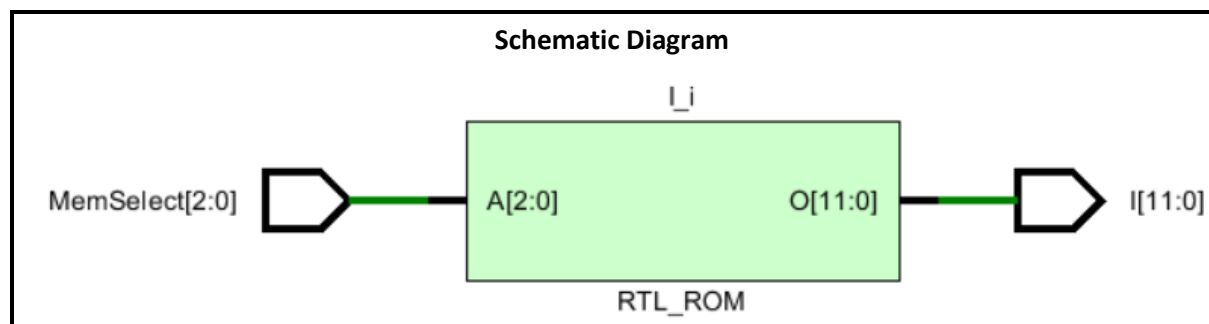 Schematic Diagram
I_i
MemSelect[2:0]
A[2:0]
O[11:0]
I[11:0]
RTL_ROM